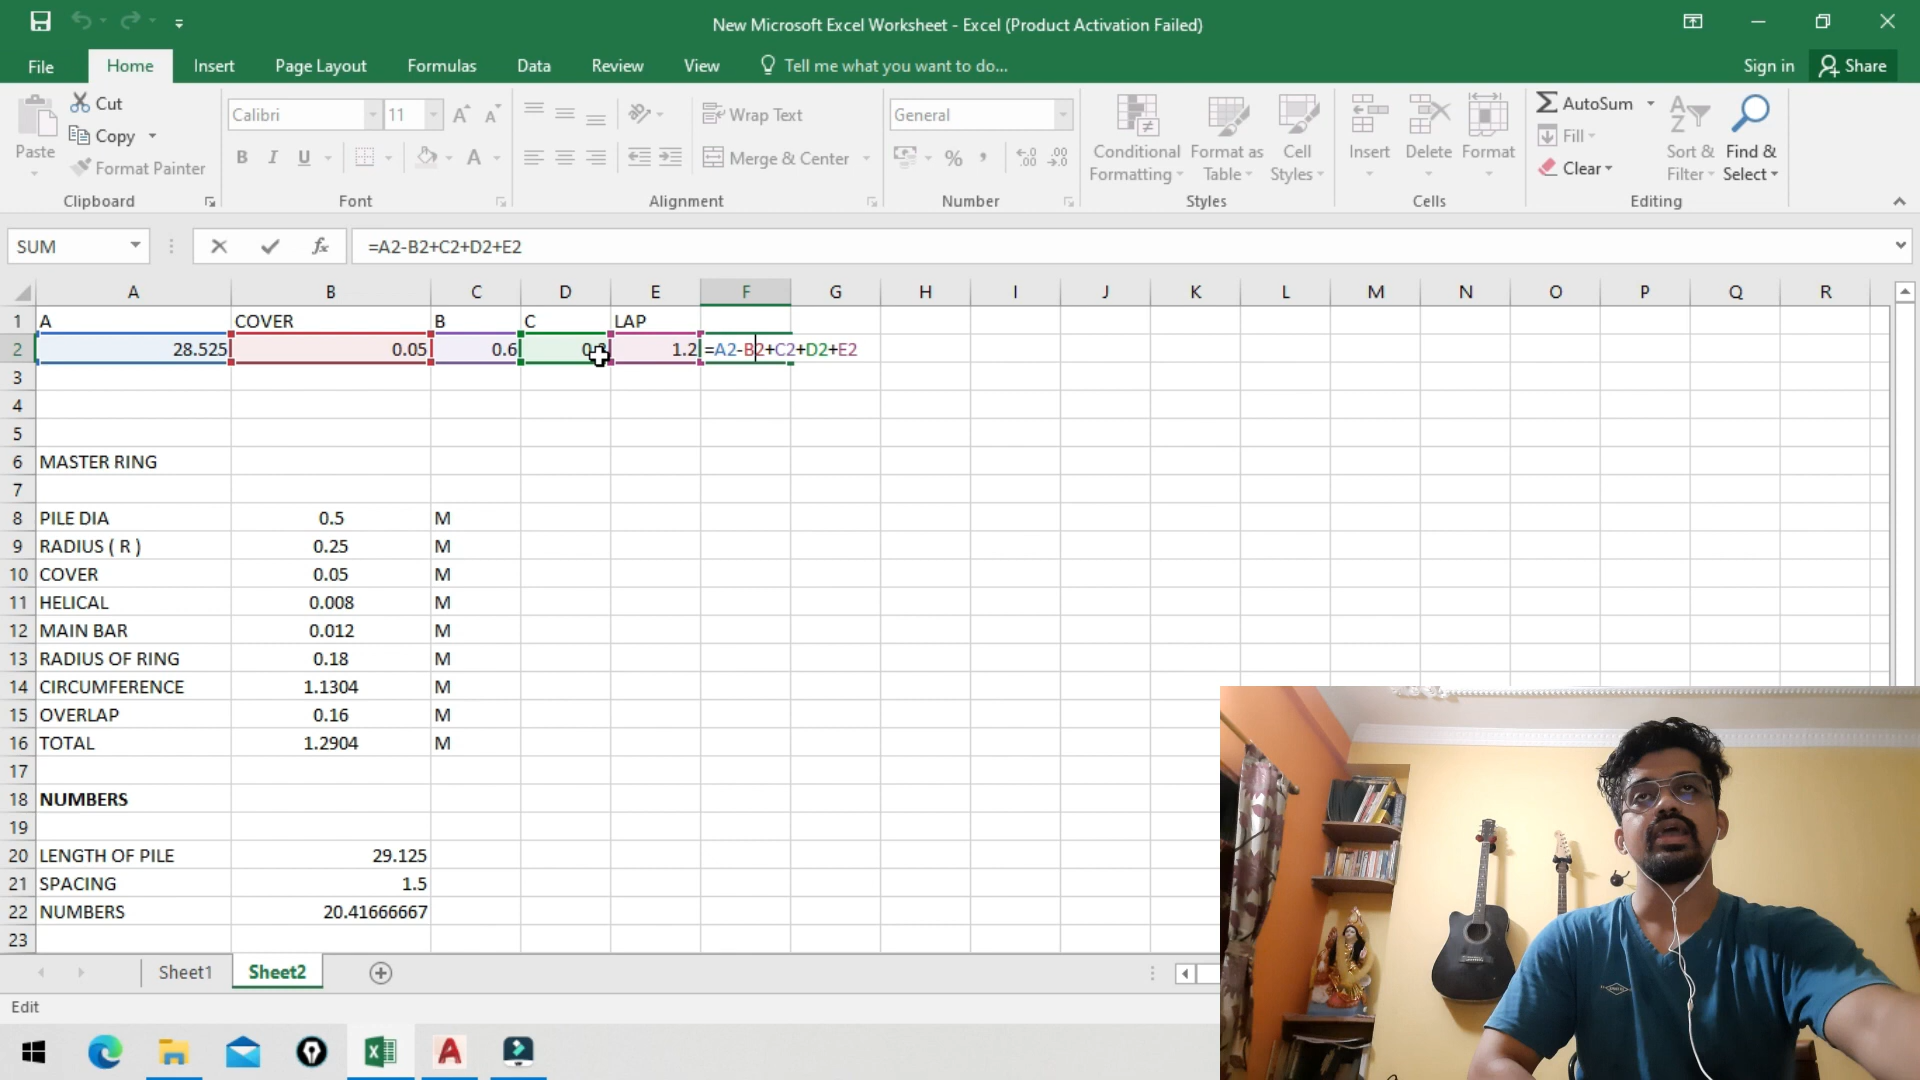 New Microsoft Excel Worksheet - Excel (Product Activation Failed)
File Home Insert Page Layout Formulas Data Review View Tell me what you want to do... Sign in Share
Cut
Copy
Format Painter
Paste
Clipboard
Calibri 11
B I U
Font
Wrap Text
Merge & Center
Alignment
General
Number
Conditional Formatting
Format as Table
Cell Styles
Styles
Insert Delete Format
Cells
AutoSum
Fill
Clear
Sort & Filter
Find & Select
Editing
SUM =A2-B2+C2+D2+E2
A B C D E F G H I J K L M N O P Q R
1 A COVER B C LAP
2 28.525 0.05 0.6 1.2 =A2-B2+C2+D2+E2
3
4
5
6 MASTER RING
7
8 PILE DIA 0.5 M
9 RADIUS ( R ) 0.25 M
10 COVER 0.05 M
11 HELICAL 0.008 M
12 MAIN BAR 0.012 M
13 RADIUS OF RING 0.18 M
14 CIRCUMFERENCE 1.1304 M
15 OVERLAP 0.16 M
16 TOTAL 1.2904 M
17
18 NUMBERS
19
20 LENGTH OF PILE 29.125
21 SPACING 1.5
22 NUMBERS 20.41666667
23
Sheet1 Sheet2
Edit